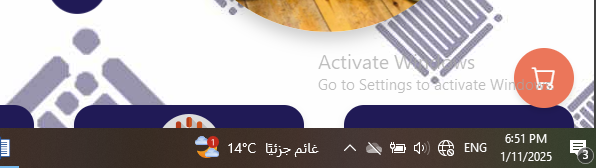 Activate Windows
Go to Settings to activate Windows.
1
14°C غائم جزئيًا
ENG
6:51 PM
1/11/2025
3